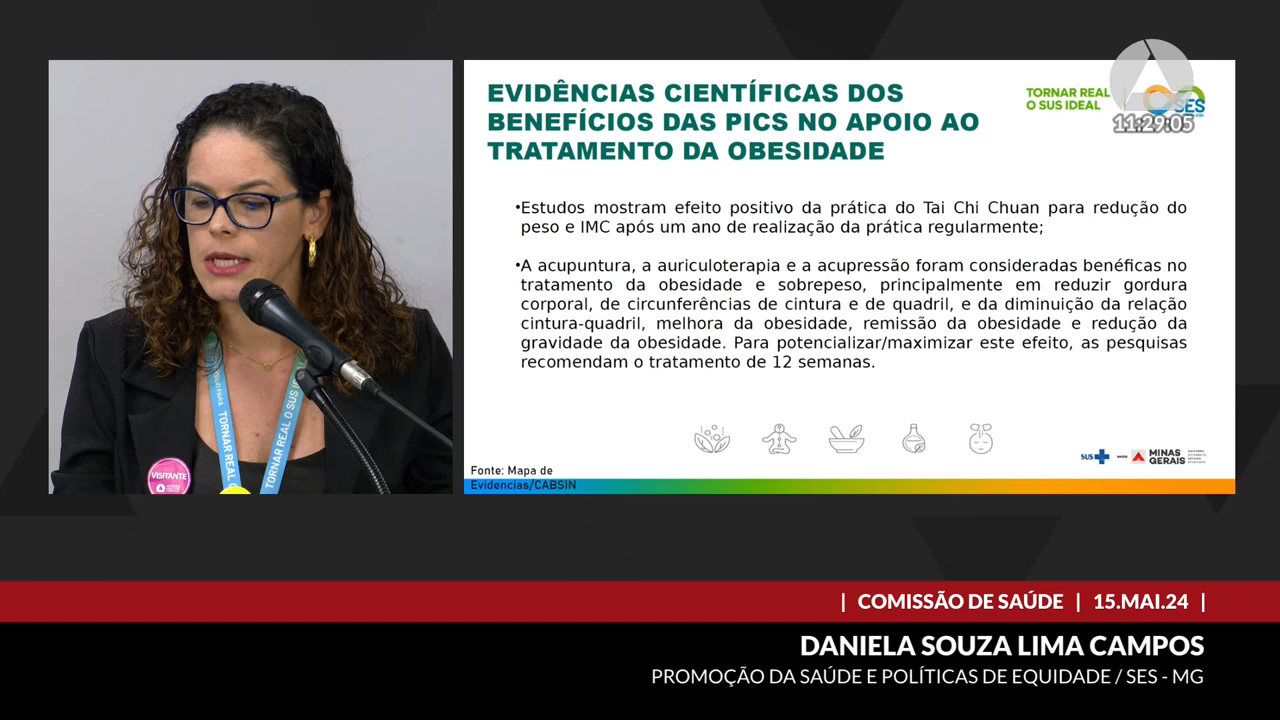 EVIDÊNCIAS CIENTÍFICAS DOS
BENEFÍCIOS DAS PICS NO APOIO AO
TRATAMENTO DA OBESIDADE
TORNAR REAL
O SUS IDEAL
SES
11:29:05
•Estudos mostram efeito positivo da prática do Tai Chi Chuan para redução do
peso e IMC após um ano de realização da prática regularmente;
•A acupuntura, a auriculoterapia e a acupressão foram consideradas benéficas no
tratamento da obesidade e sobrepeso, principalmente em reduzir gordura
corporal, de circunferências de cintura e de quadril, e da diminuição da relação
cintura-quadril, melhora da obesidade, remissão da obesidade e redução da
gravidade da obesidade. Para potencializar/maximizar este efeito, as pesquisas
recomendam o tratamento de 12 semanas.
Fonte: Mapa de
Evidencias/CABSIN
SUS
MINAS
GERAIS
TORNAR REAL
TORNAR REAL O SUS
VISITANTE
| COMISSÃO DE SAÚDE | 15.MAI.24 |
DANIELA SOUZA LIMA CAMPOS
PROMOÇÃO DA SAÚDE E POLÍTICAS DE EQUIDADE / SES - MG